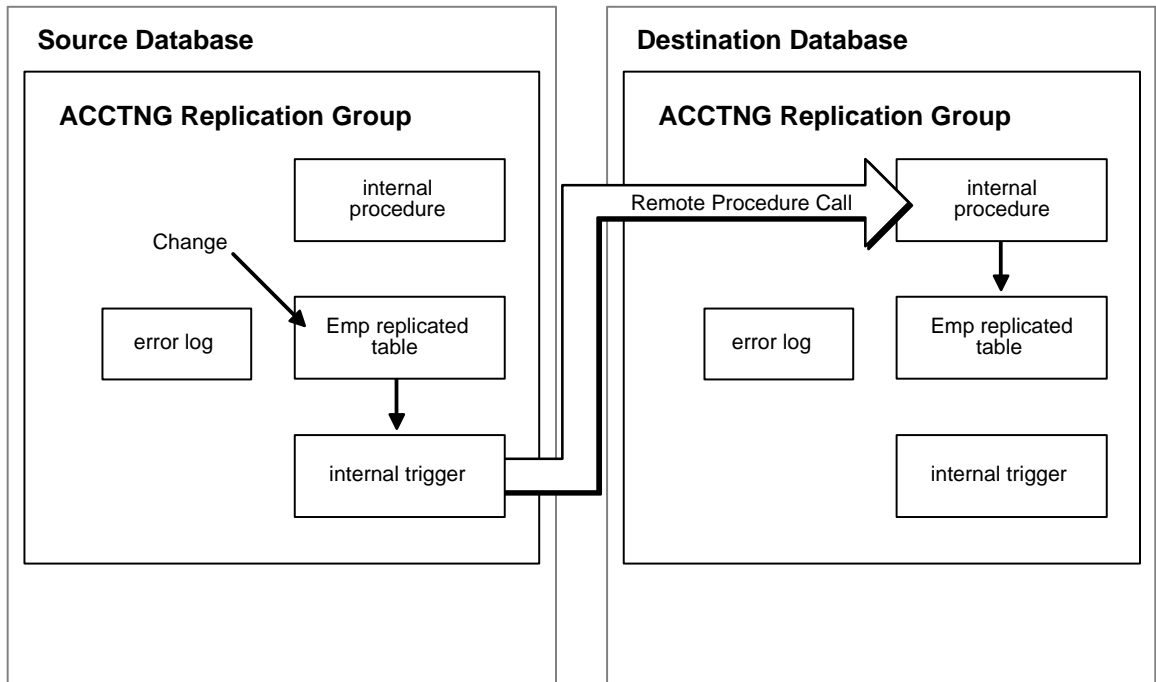 Source Database
ACCTNG Replication Group
internal
procedure
Change
Emp replicated
table
error log
internal trigger
Remote Procedure Call
Destination Database
ACCTNG Replication Group
internal
procedure
Emp replicated
table
error log
internal trigger